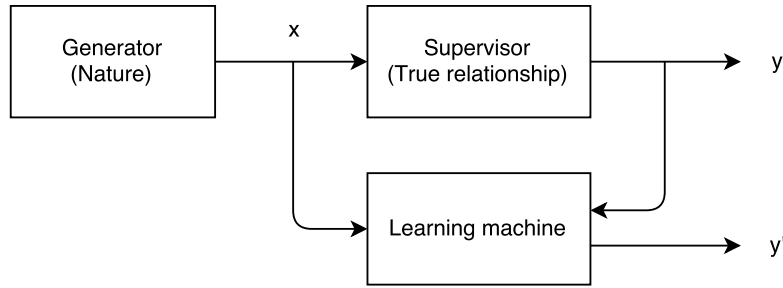 Generator
(Nature)
x
Supervisor
(True relationship)
y
Learning machine
y'